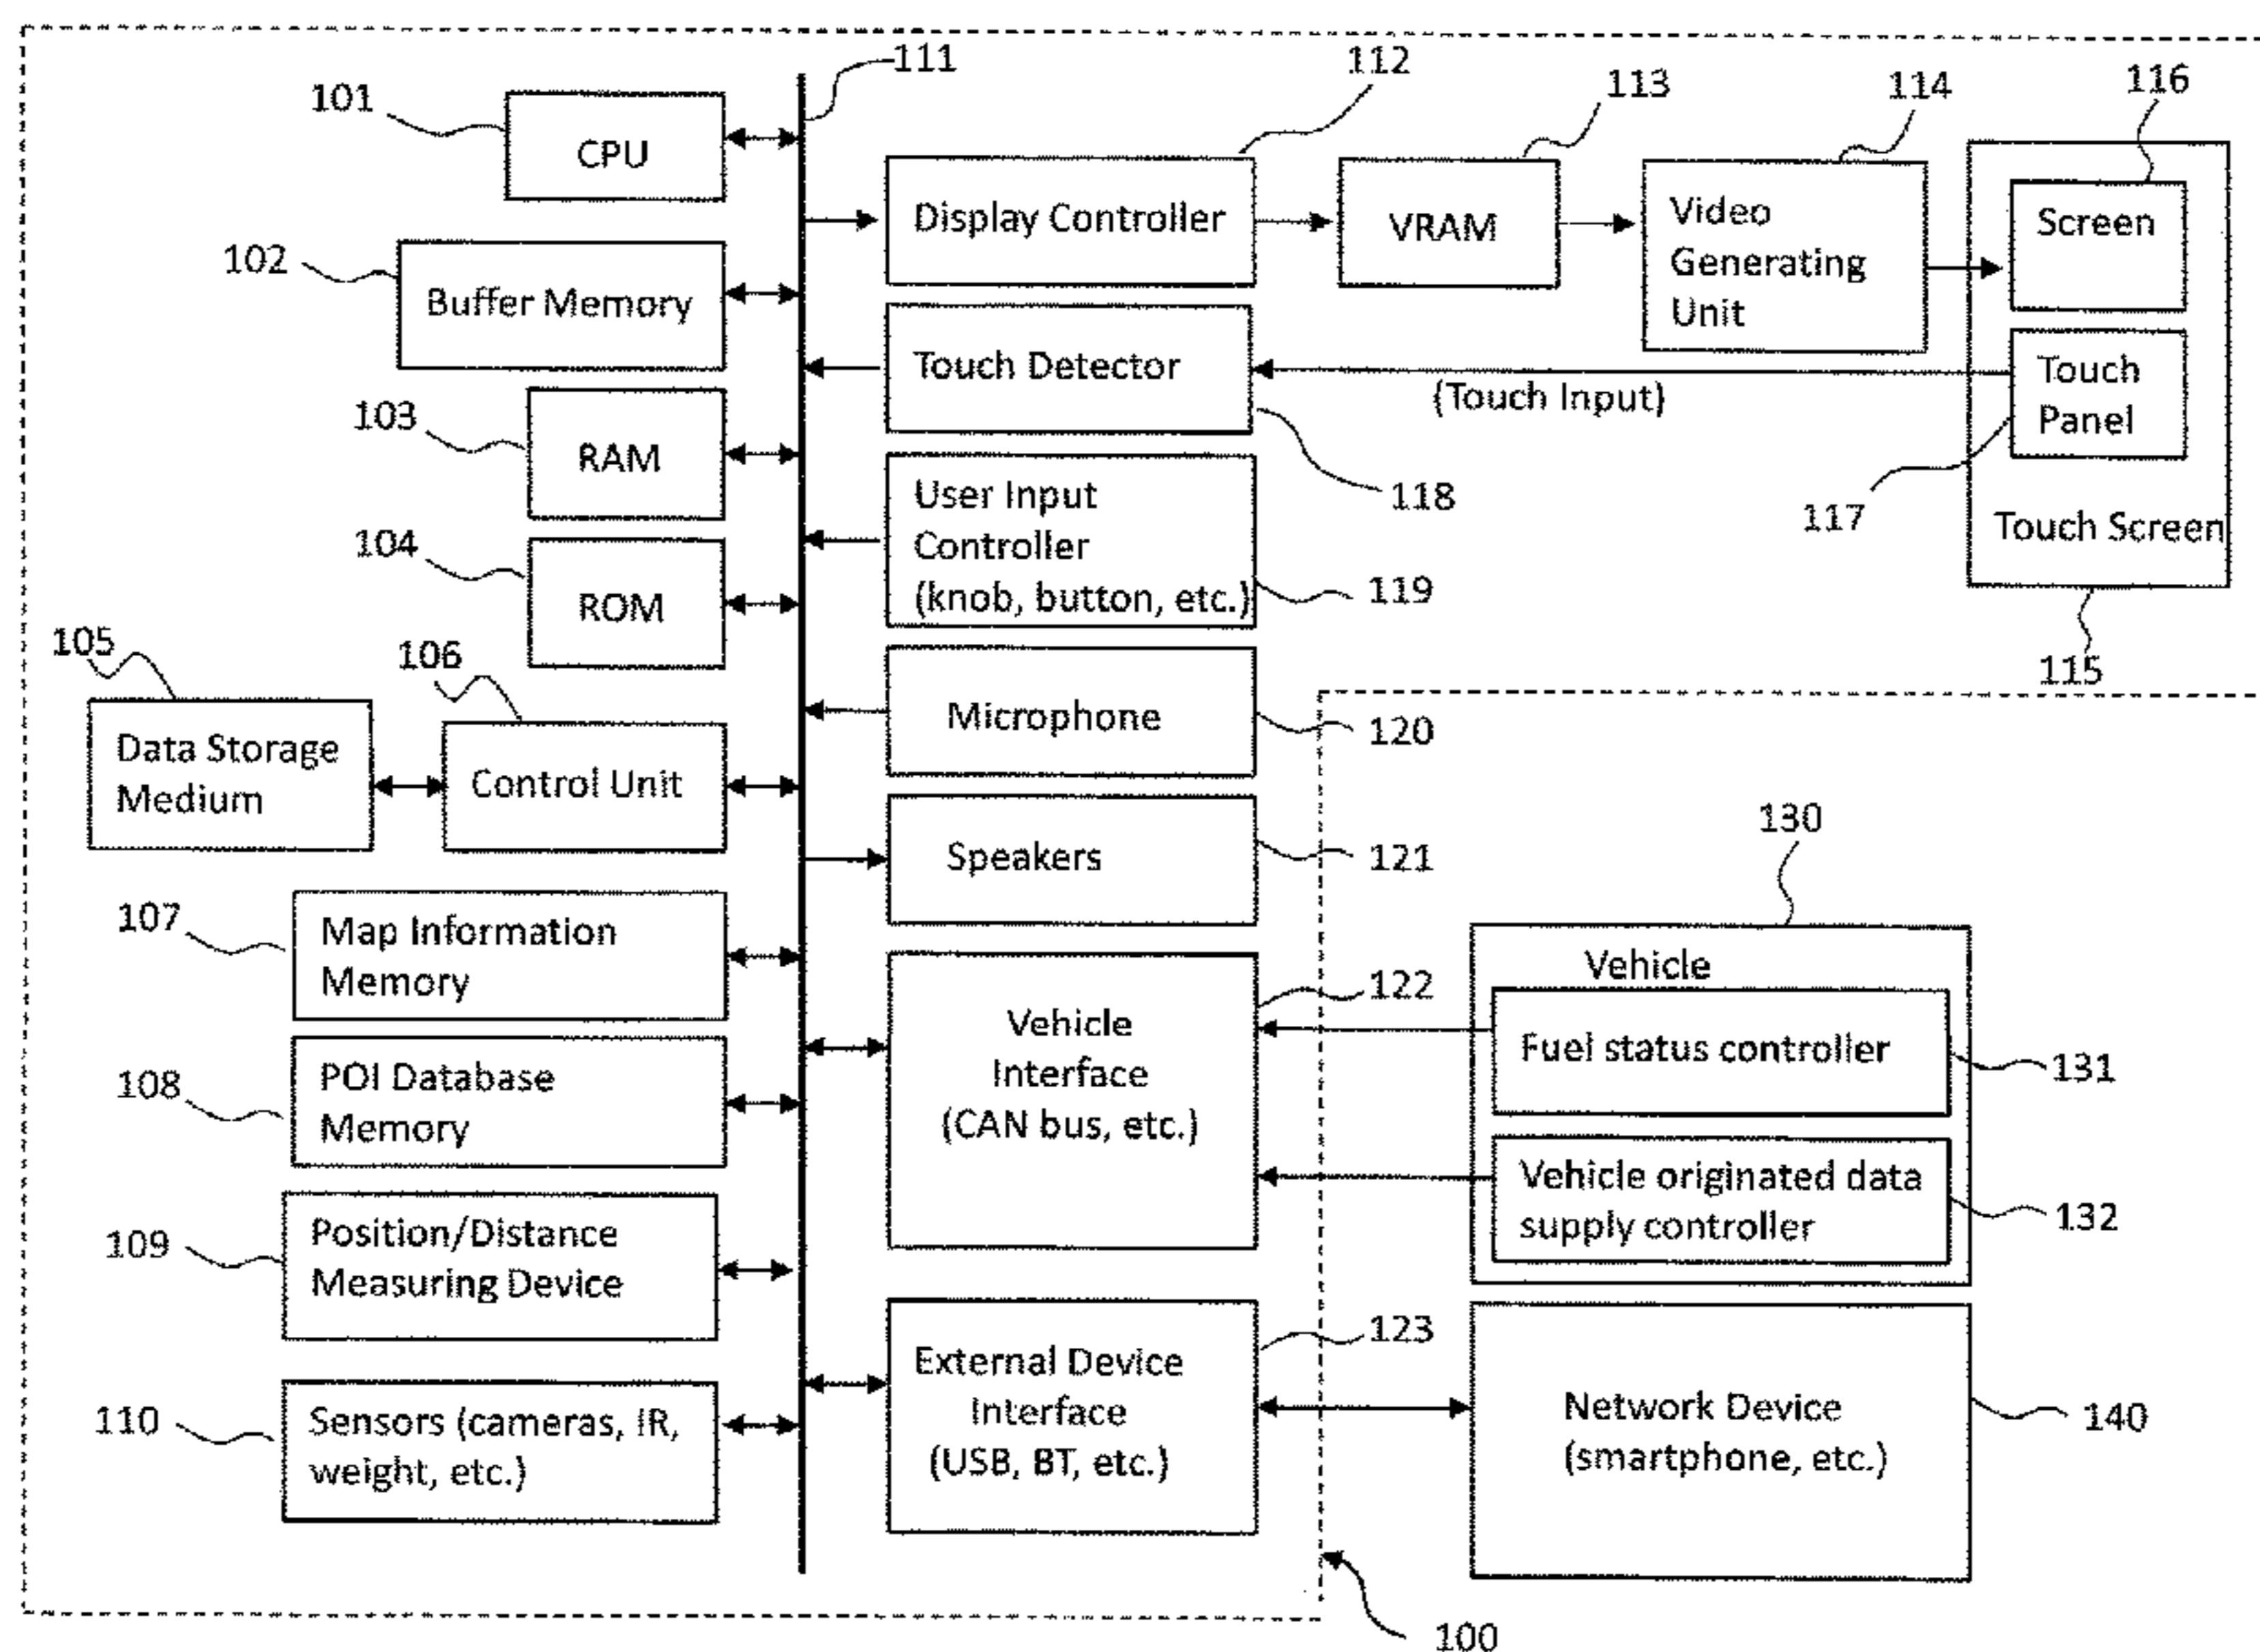 111
112
113
114
116
101
CPU
Display Controller
VRAM
Video
Generating
Unit
Screen
102
Buffer Memory
Touch Detector
(Touch Input)
Touch
Panel
117
Touch Screen
115
118
103
RAM
User Input
Controller
(knob, button, etc.)
119
104
ROM
105
106
Data Storage
Medium
Control Unit
Microphone
120
Speakers
121
107
Map Information
Memory
108
POI Database
Memory
109
Position/Distance
Measuring Device
110
Sensors (cameras, IR,
weight, etc.)
Vehicle
Interface
(CAN bus, etc.)
122
130
Vehicle
Fuel status controller
131
Vehicle originated data
supply controller
132
External Device
Interface
(USB, BT, etc.)
123
Network Device
(smartphone, etc.)
140
100